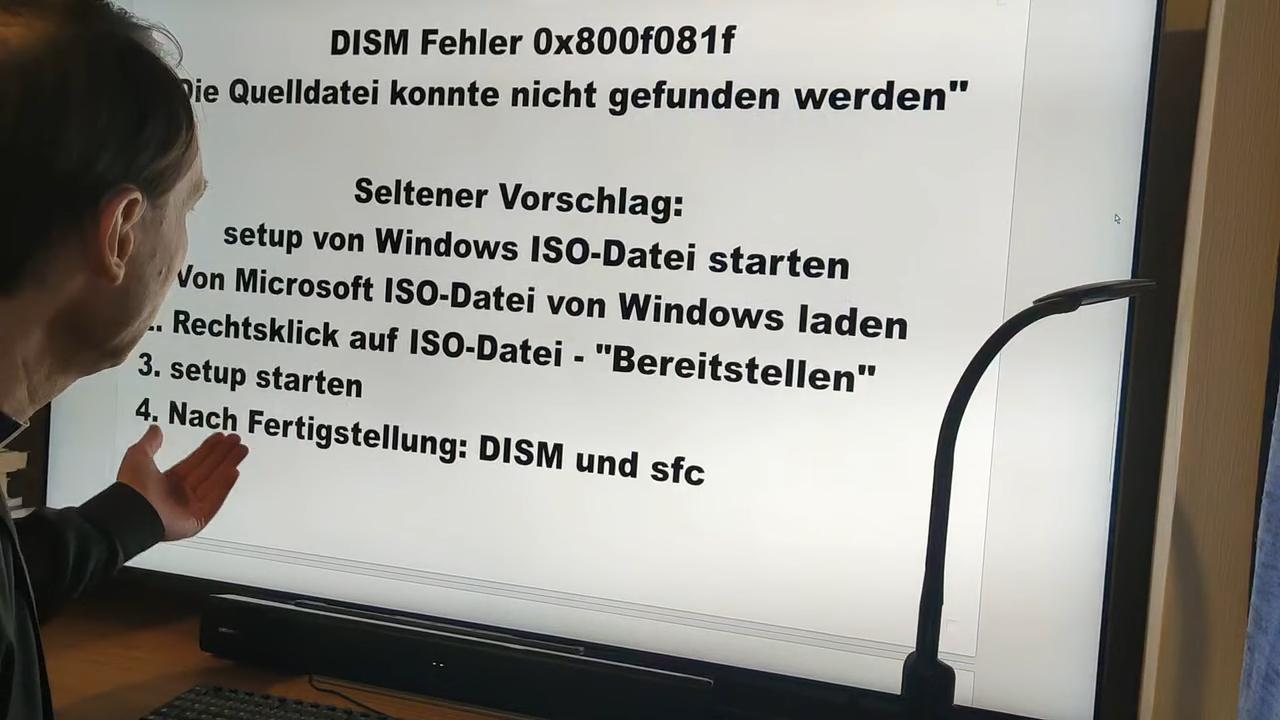 DISM Fehler 0x800f081f
Die Quelldatei konnte nicht gefunden werden"
Seltener Vorschlag:
setup von Windows ISO-Datei starten
Von Microsoft ISO-Datei von Windows laden
. Rechtsklick auf ISO-Datei - "Bereitstellen"
3. setup starten
4. Nach Fertigstellung: DISM und sfc